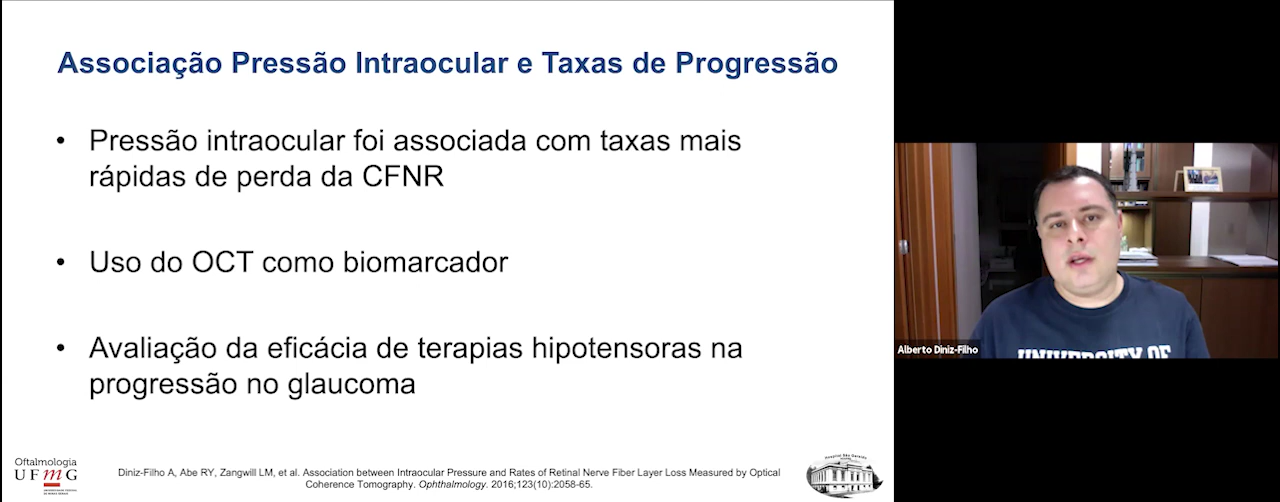 Associação Pressão Intraocular e Taxas de Progressão
• Pressão intraocular foi associada com taxas mais
rápidas de perda da CFNR
• Uso do OCT como biomarcador
• Avaliação da eficácia de terapias hipotensoras na
progressão no glaucoma
Oftalmologia
UFmG
Diniz-Filho A, Abe RY, Zangwill LM, et al. Association between Intraocular Pressure and Rates of Retinal Nerve Fiber Layer Loss Measured by Optical
Coherence Tomography. Ophthalmology. 2016;123(10):2058-65.
Hospital São Geraldo
Alberto Diniz-Filho
UNIVERSITY OF